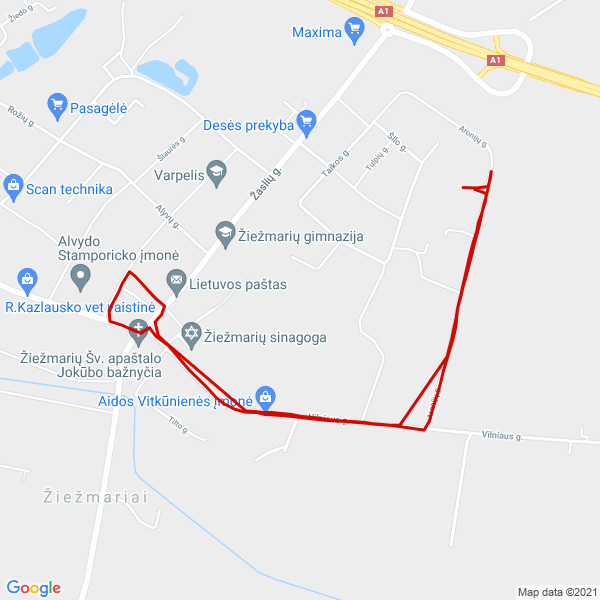 Žiedo g.
A1
Maxima
A1
Pasagėlė
Rožių g.
Desės prekyba
Aronijų g.
Šilo g.
Tulpių g.
Taikos g.
Šiaurės g.
Varpelis
Žaslių g.
Scan technika
Alyvų g.
Žiežmarių gimnazija
Alvydo
Stamporicko įmonė
Lietuvos paštas
R.Kazlausko vet vaistinė
Žiežmarių sinagoga
Žiežmarių Šv. apaštalo
Jokūbo bažnyčia
Aidos Vitkūnienės įmonė
Vilniaus g.
Tilto g.
Vilniaus g.
Žiežmariai
Google
Map data ©2021